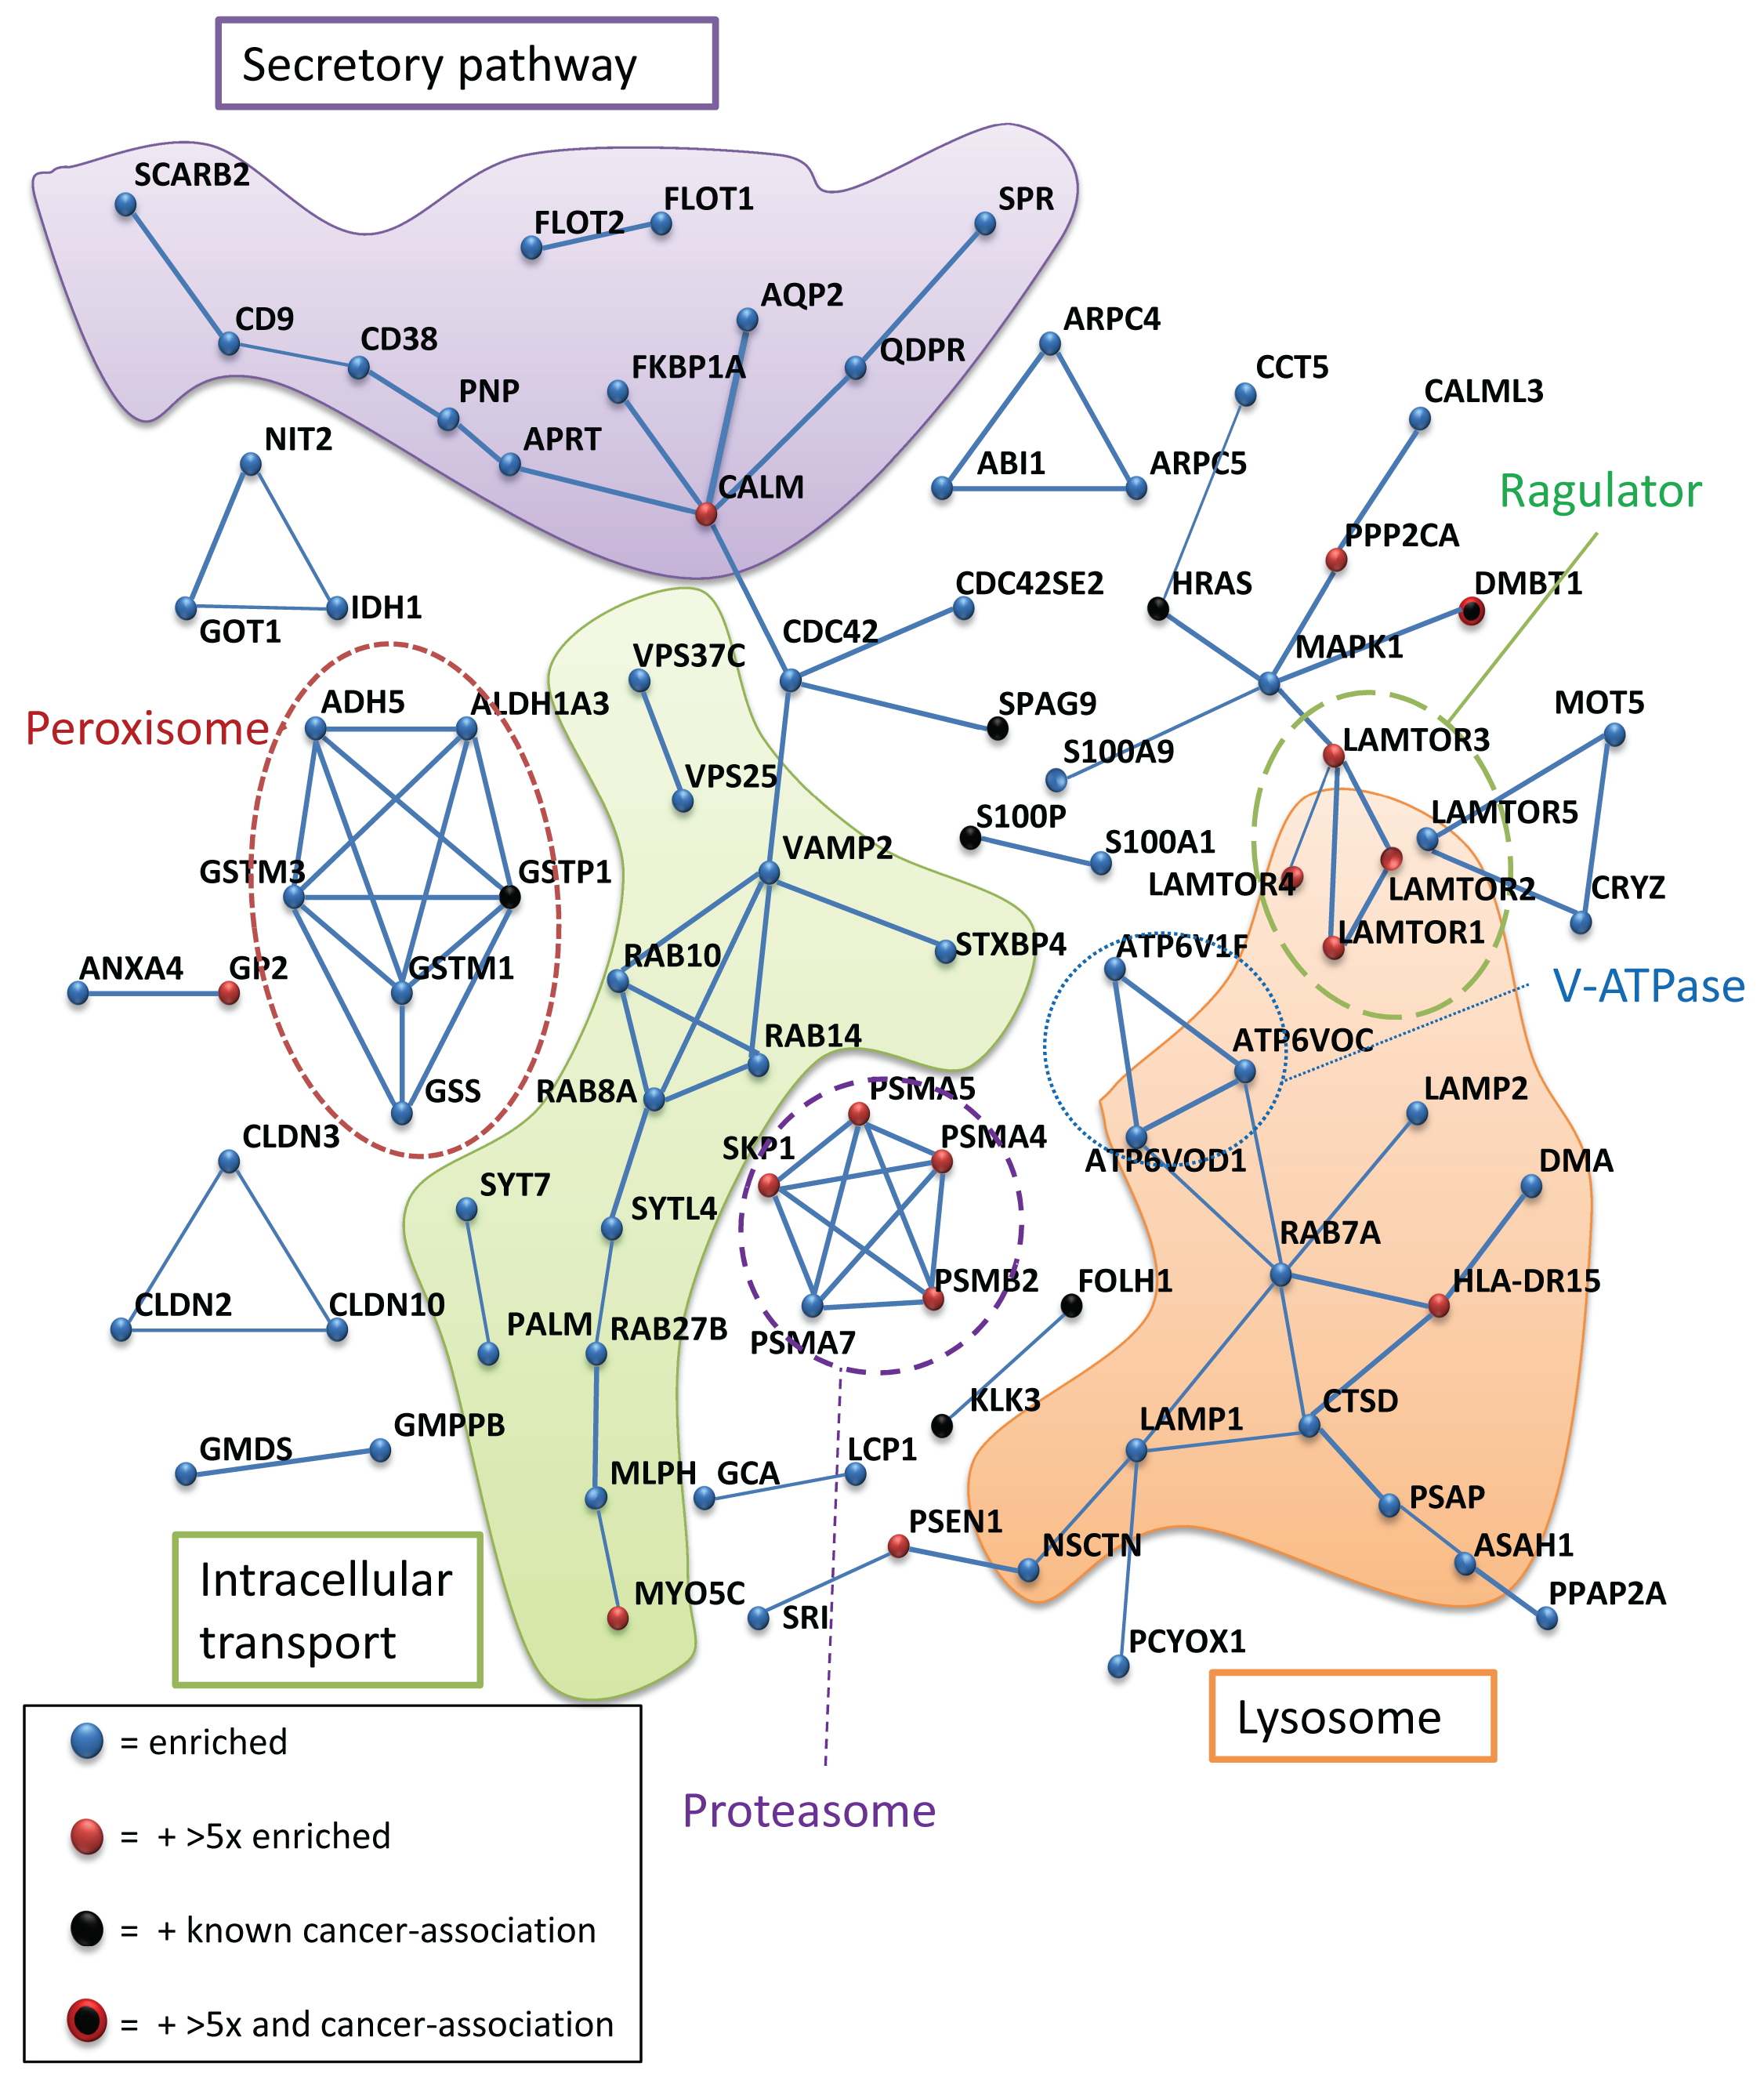 Secretory pathway
SCARB2
FLOT1
SPR
FLOT2
AQP2
CD9
ARPC4
CD38
QDPR
FKBP1A
CCT5
PNP
CALML3
NIT2
APRT
ABI1
ARPC5
CALM
Ragulator
PPP2CA
HRAS
DMBT1
CDC42SE2
IDH1
GOT1
CDC42
MAPK1
VPS37C
ADH5
ALDH1A3
SPAG9
MOT5
Peroxisome
LAMTOR3
S100A9
VPS25
S100P
LAMTOR5
S100A1
VAMP2
GSTM3
GSTP1
LAMTOR4
LAMTOR2
CRYZ
LAMTOR1
STXBP4
ATP6V1F
RAB10
ANXA4
GP2
GSTM1
V-ATPase
RAB14
ATP6VOC
GSS
RAB8A
PSMA5
LAMP2
CLDN3
SKP1
PSMA4
ATP6VOD1
DMA
SYT7
SYTL4
RAB7A
PSMB2
FOLH1
HLA-DR15
CLDN2
CLDN10
PALM
RAB27B
PSMA7
KLK3
CTSD
LAMP1
GMPPB
GMDS
LCP1
MLPH
GCA
PSAP
PSEN1
NSCTN
ASAH1
Intracellular
transport
MYO5C
SRI
PPAP2A
PCYOX1
Lysosome
= enriched
Proteasome
= + >5x enriched
= + known cancer-association
= + >5x and cancer-association